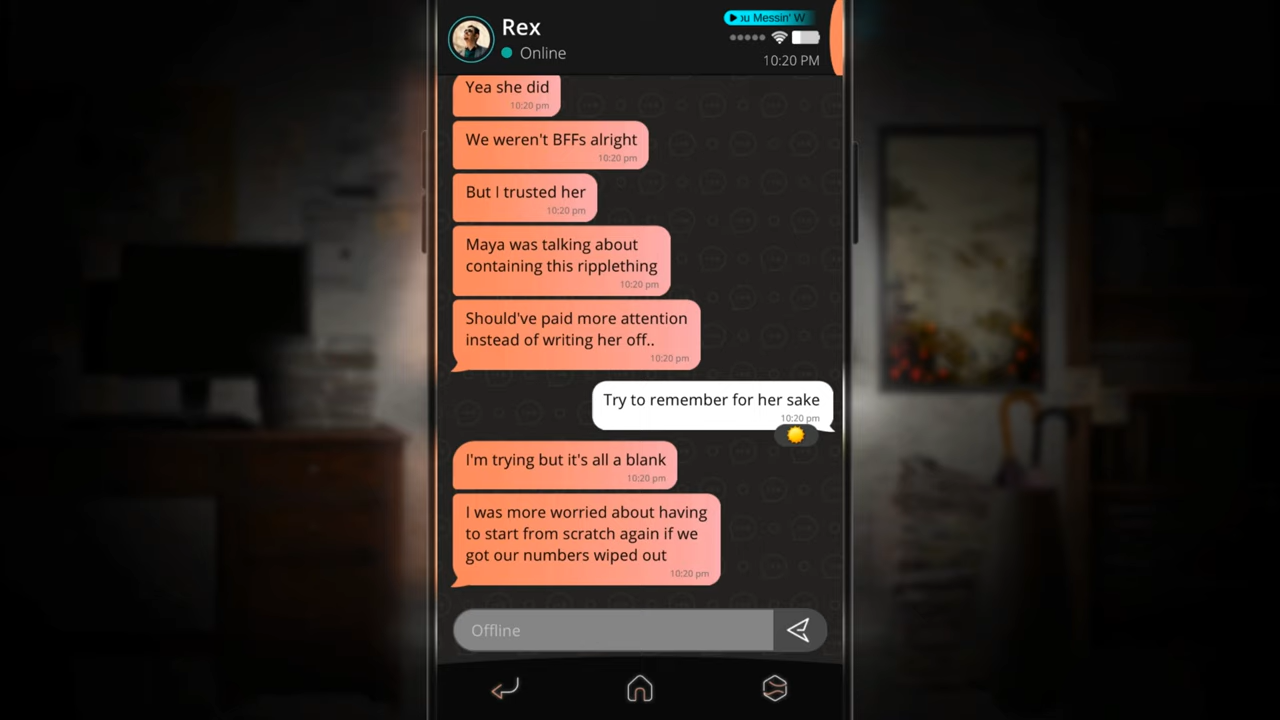 Rex
ou Messin' W
Online
10:20 PM
Yea she did
10:20 pm
We weren't BFFs alright
10:20 pm
But I trusted her
10:20 pm
Maya was talking about
containing this ripplething
10:20 pm
Should've paid more attention
instead of writing her off..
10:20 pm
Try to remember for her sake
10:20 pm
I'm trying but it's all a blank
10:20 pm
I was more worried about having
to start from scratch again if we
got our numbers wiped out
10:20 pm
Offline